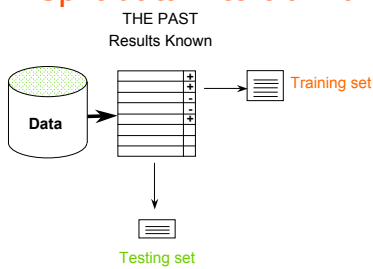 THE PAST
Results Known
+
+
-
-
+
Data
Training set
Testing set